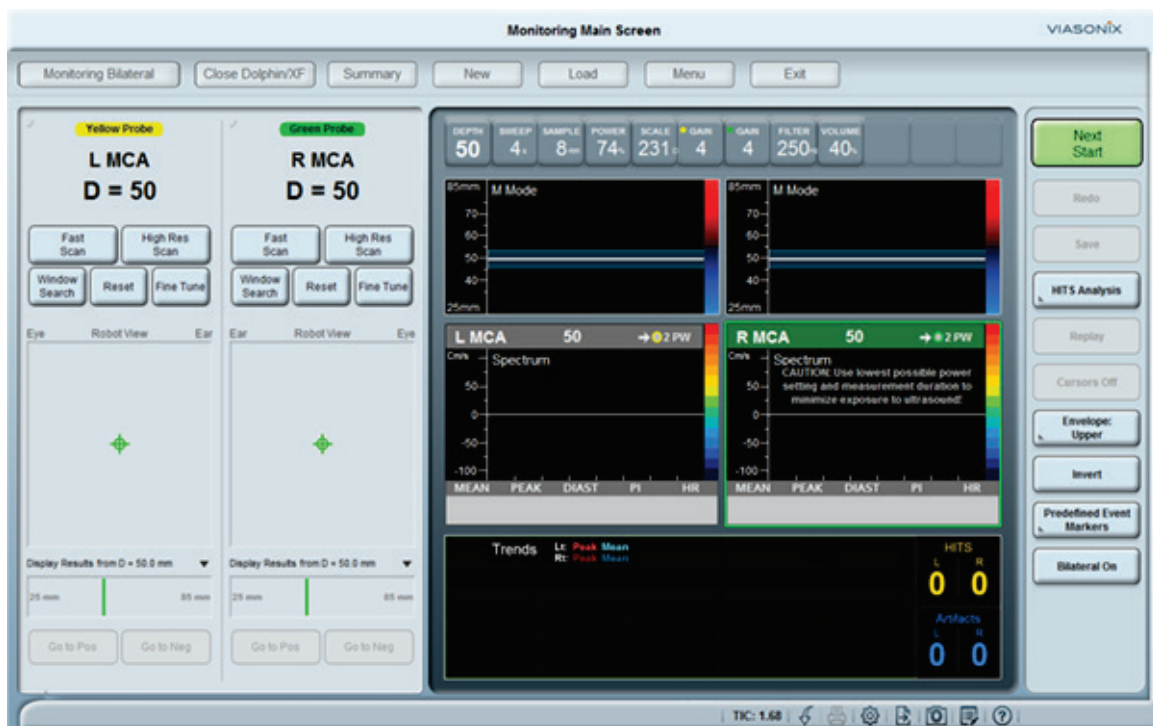 Monitoring Main Screen
VIASONIX
Monitoring Bilateral
Close Dolphin/XF
Summary
New
Load
Menu
Exit
Yellow Probe
L MCA
D = 50
Fast
Scan
High Res
Scan
Window
Search
Reset
Fine Tune
Eye
Robot View
Ear
Display Results from D = 50.0 mm
25 mm
85 mm
Go to Pos
Go to Neg
Green Probe
R MCA
D = 50
Fast
Scan
High Res
Scan
Window
Search
Reset
Fine Tune
Ear
Robot View
Eye
Display Results from D = 50.0 mm
25 mm
85 mm
Go to Pos
Go to Neg
DEPTH
50
SWEEP
4
SAMPLE
8
POWER
74
SCALE
231
GAIN
4
GAIN
4
FILTER
250
VOLUME
40
85mm
M Mode
70
60
50
40
25mm
85mm
M Mode
70
60
50
40
25mm
L MCA
50
2 PW
Cm/s
Spectrum
50
0
-50
-100
MEAN PEAK DIAST PI HR
R MCA
50
2 PW
Cm/s
Spectrum
CAUTION: Use lowest possible power
setting and measurement duration to
minimize exposure to ultrasound!
50
0
-50
-100
MEAN PEAK DIAST PI HR
Trends
Lt: Peak Mean
Rt: Peak Mean
HITS
L R
0 0
Artifacts
L R
0 0
Next
Start
Redo
Save
HITS Analysis
Replay
Cursors Off
Envelope:
Upper
Invert
Predefined Event
Markers
Bilateral On
TIC: 1.68